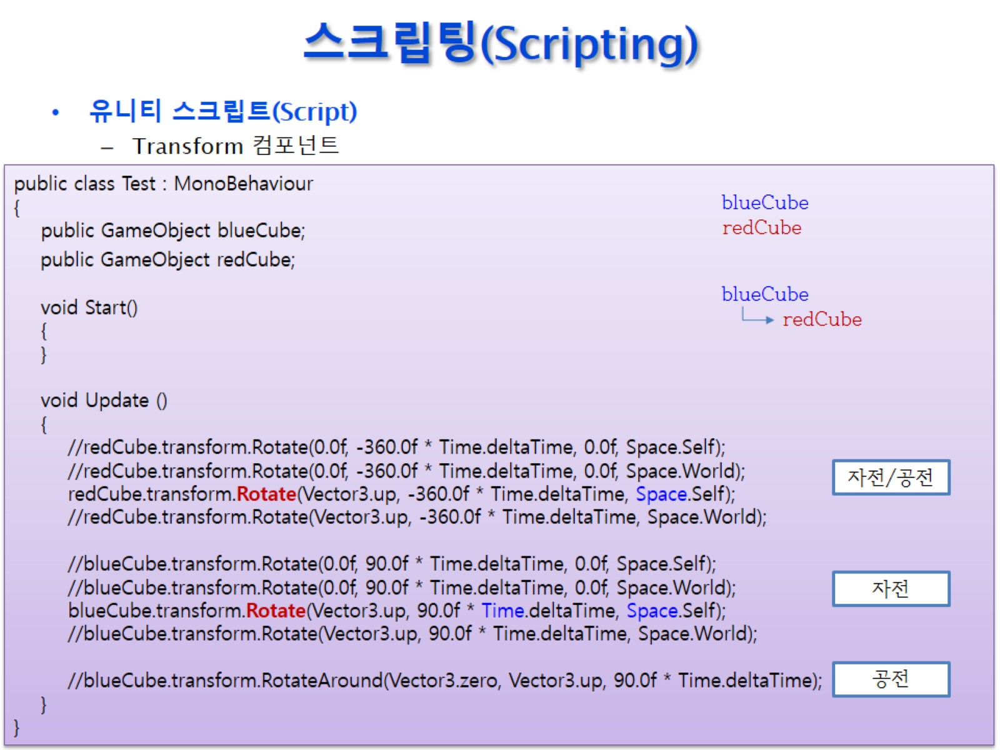 스크립팅(Scripting)
• 유니티 스크립트(Script)
– Transform 컴포넌트
public class Test : MonoBehaviour
{
public GameObject blueCube;
public GameObject redCube;
void Start()
{
}
void Update ()
{
//redCube.transform.Rotate(0.0f, -360.0f * Time.deltaTime, 0.0f, Space.Self);
//redCube.transform.Rotate(0.0f, -360.0f * Time.deltaTime, 0.0f, Space.World);
redCube.transform.Rotate(Vector3.up, -360.0f * Time.deltaTime, Space.Self);
//redCube.transform.Rotate(Vector3.up, -360.0f * Time.deltaTime, Space.World);
//blueCube.transform.Rotate(0.0f, 90.0f * Time.deltaTime, 0.0f, Space.Self);
//blueCube.transform.Rotate(0.0f, 90.0f * Time.deltaTime, 0.0f, Space.World);
blueCube.transform.Rotate(Vector3.up, 90.0f * Time.deltaTime, Space.Self);
//blueCube.transform.Rotate(Vector3.up, 90.0f * Time.deltaTime, Space.World);
//blueCube.transform.RotateAround(Vector3.zero, Vector3.up, 90.0f * Time.deltaTime);
}
}
blueCube
redCube
blueCube
redCube
자전/공전
자전
공전